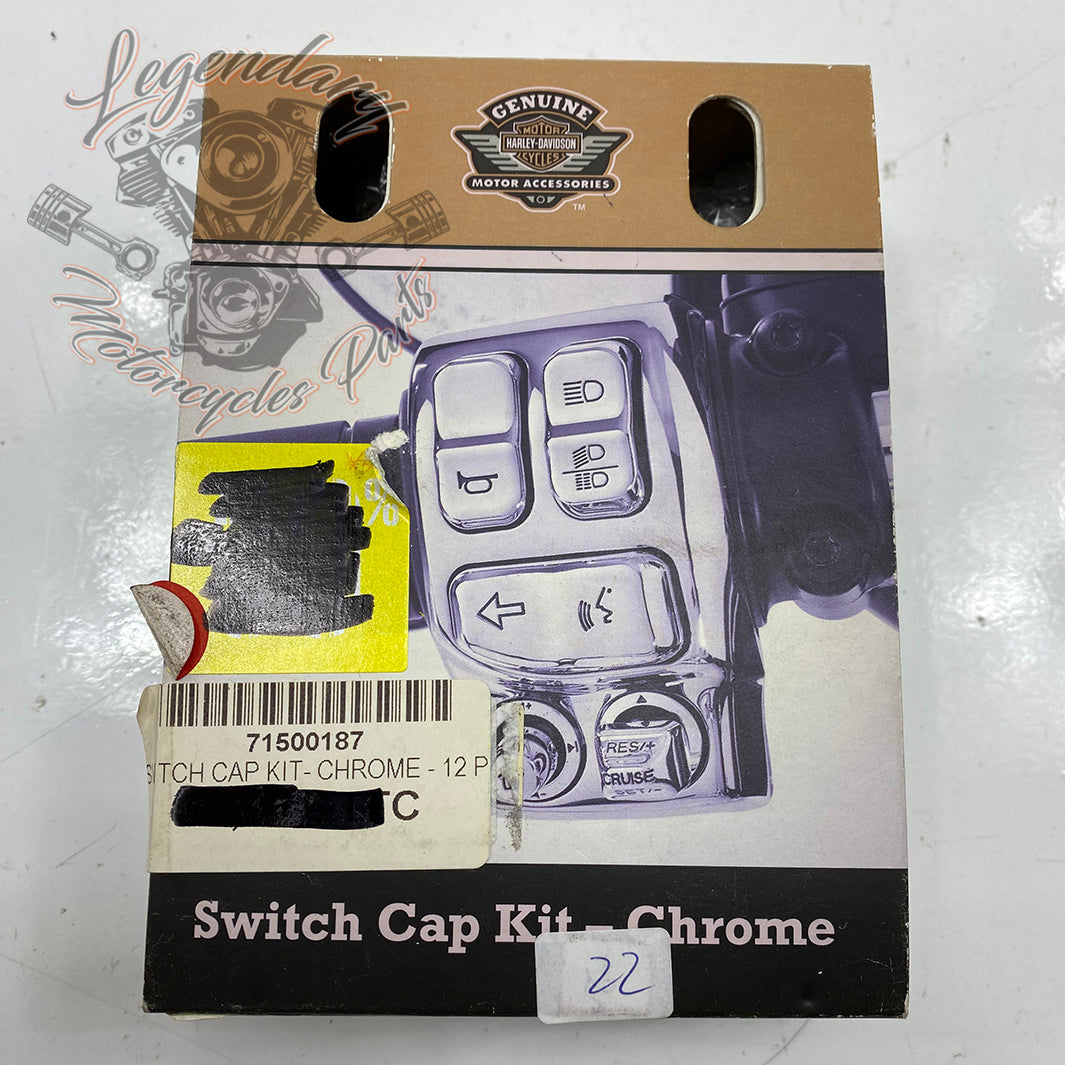 Legendary
Motorcycles Parts
GENUINE
MOTOR
HARLEY-DAVIDSON
CYCLES
MOTOR ACCESSORIES
TM
%
RES/+
CRUISE
SET/-
71500187
ITCH CAP KIT- CHROME - 12 P
TC
Switch Cap Kit – Chrome
22